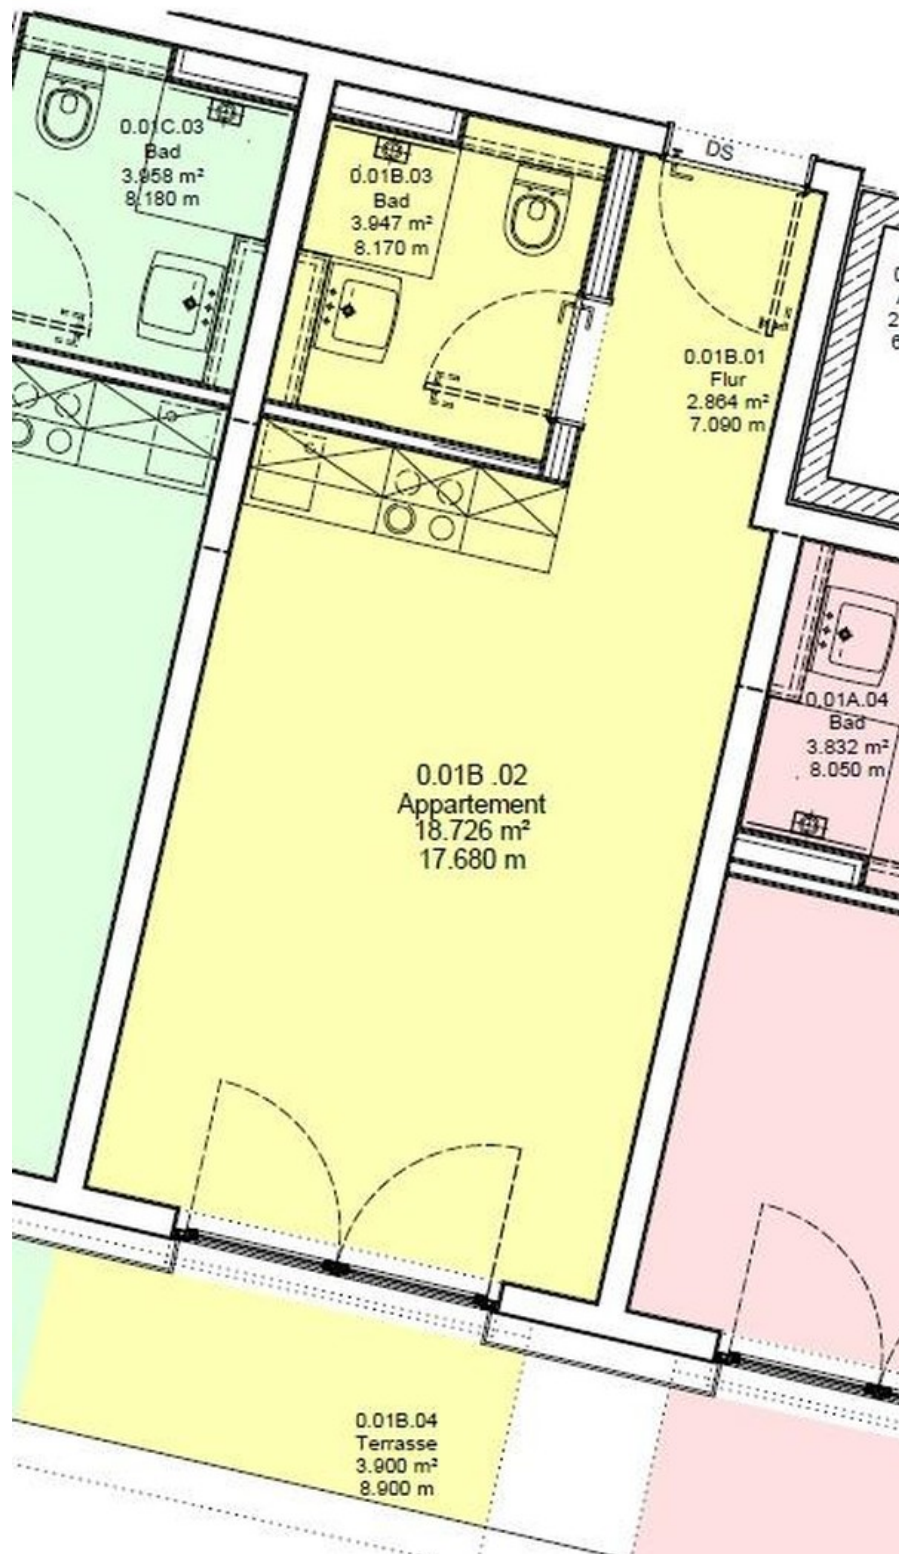 DS
0.01C.03
Bad
3.958 m²
8.180 m
0.01B.03
Bad
3.947 m²
8.170 m
0.01B.01
Flur
2.864 m²
7.090 m
0.01A.04
Bad
3.832 m²
8.050 m
0.01B .02
Appartement
18.726 m²
17.680 m
0.01B.04
Terrasse
3.900 m²
8.900 m